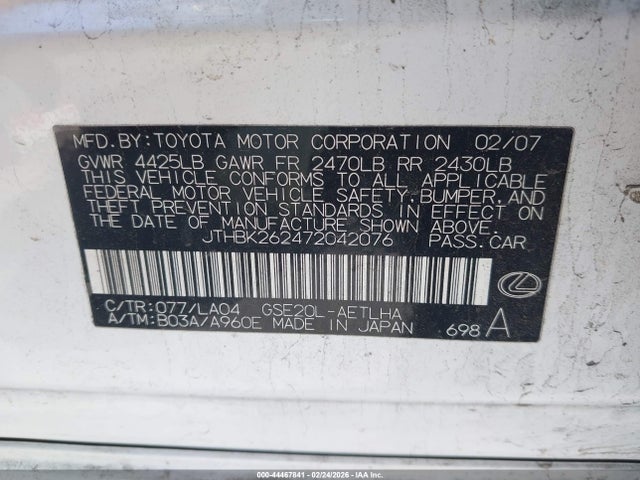 MFD.BY:TOYOTA MOTOR CORPORATION 02/07
GVWR 4425LB GAWR FR 2470LB RR 2430LB
THIS VEHICLE CONFORMS TO ALL APPLICABLE
FEDERAL MOTOR VEHICLE SAFETY,BUMPER,AND
THEFT PREVENTION STANDARDS IN EFFECT ON
THE DATE OF MANUFACTURE SHOWN ABOVE.
JTHBK262472042076 PASS.CAR
C/TR:077/LA04 GSE20L-AETLHA
A/TM:B03A/A960E MADE IN JAPAN 698 A
000-44467841 - 02/24/2026 - IAA Inc.